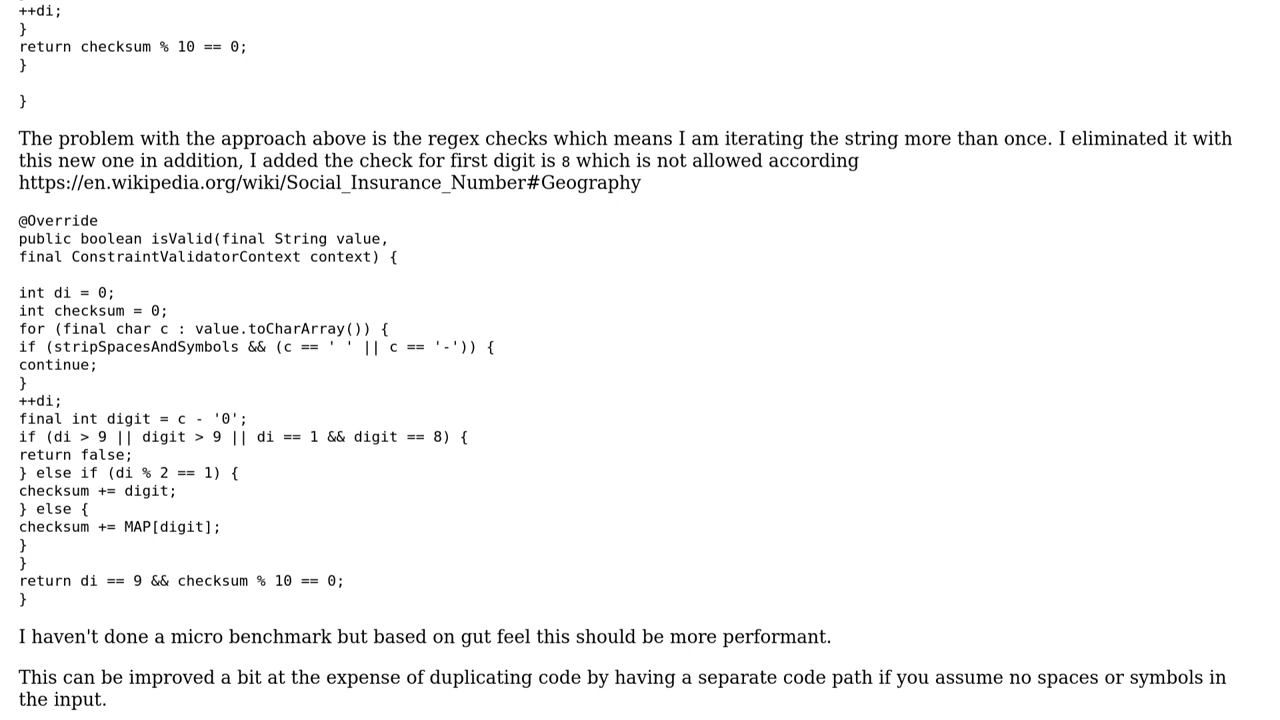 ++di;
}
return checksum % 10 == 0;
}
}
The problem with the approach above is the regex checks which means I am iterating the string more than once. I eliminated it with
this new one in addition, I added the check for first digit is 8 which is not allowed according
https://en.wikipedia.org/wiki/Social_Insurance_Number#Geography
@Override
public boolean isValid(final String value,
final ConstraintValidatorContext context) {
int di = 0;
int checksum = 0;
for (final char c : value.toCharArray()) {
if (stripSpacesAndSymbols && (c == ' ' || c == '-')) {
continue;
}
++di;
final int digit = c - '0';
if (di > 9 || digit > 9 || di == 1 && digit == 8) {
return false;
} else if (di % 2 == 1) {
checksum += digit;
} else {
checksum += MAP[digit];
}
}
return di == 9 && checksum % 10 == 0;
}
I haven't done a micro benchmark but based on gut feel this should be more performant.
This can be improved a bit at the expense of duplicating code by having a separate code path if you assume no spaces or symbols in
the input.